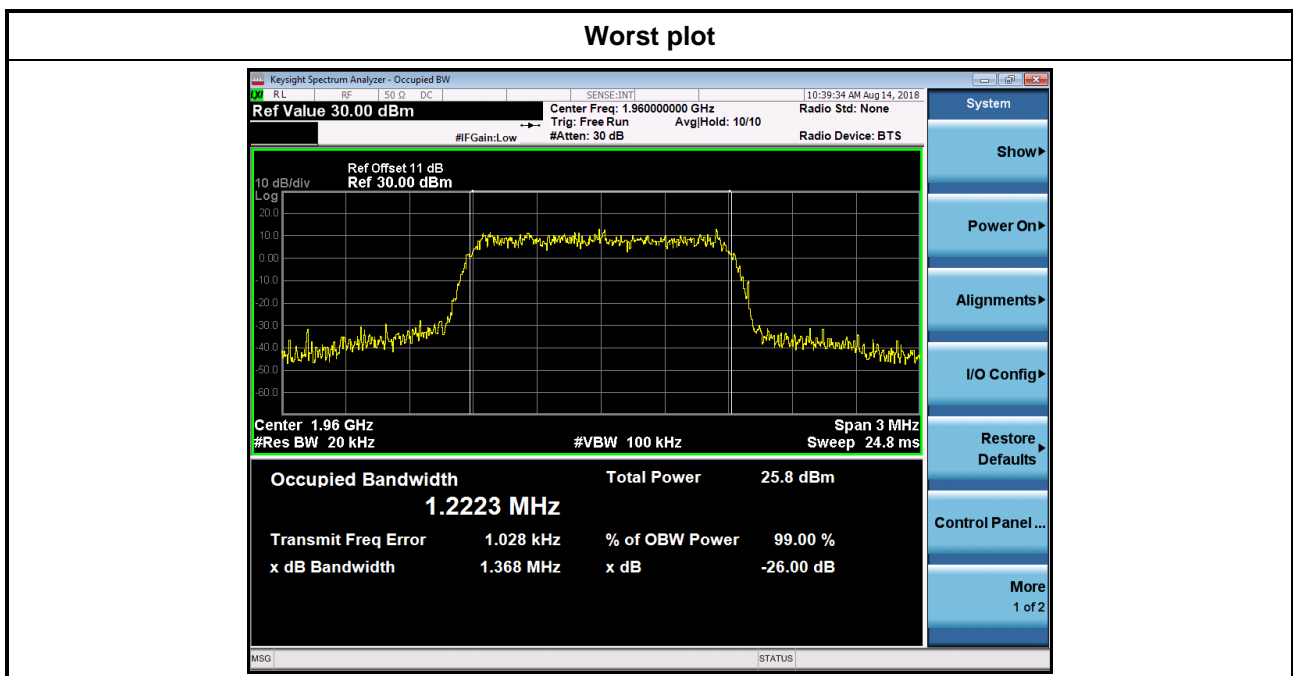 Worst plot
Keysight Spectrum Analyzer - Occupied BW
LXI RL RF 50 Ω DC SENSE:INT 10:39:34 AM Aug 14, 2018
Ref Value 30.00 dBm Center Freq: 1.960000000 GHz Radio Std: None
Trig: Free Run Avg|Hold: 10/10
#IFGain:Low #Atten: 30 dB Radio Device: BTS
Ref Offset 11 dB
10 dB/div Ref 30.00 dBm
Log
20.0
10.0
0.00
-10.0
-20.0
-30.0
-40.0
-50.0
-60.0
Center 1.96 GHz Span 3 MHz
#Res BW 20 kHz #VBW 100 kHz Sweep 24.8 ms
Occupied Bandwidth Total Power 25.8 dBm
1.2223 MHz
Transmit Freq Error 1.028 kHz % of OBW Power 99.00 %
x dB Bandwidth 1.368 MHz x dB -26.00 dB
System
Show
Power On
Alignments
I/O Config
Restore
Defaults
Control Panel...
More
1 of 2
MSG STATUS